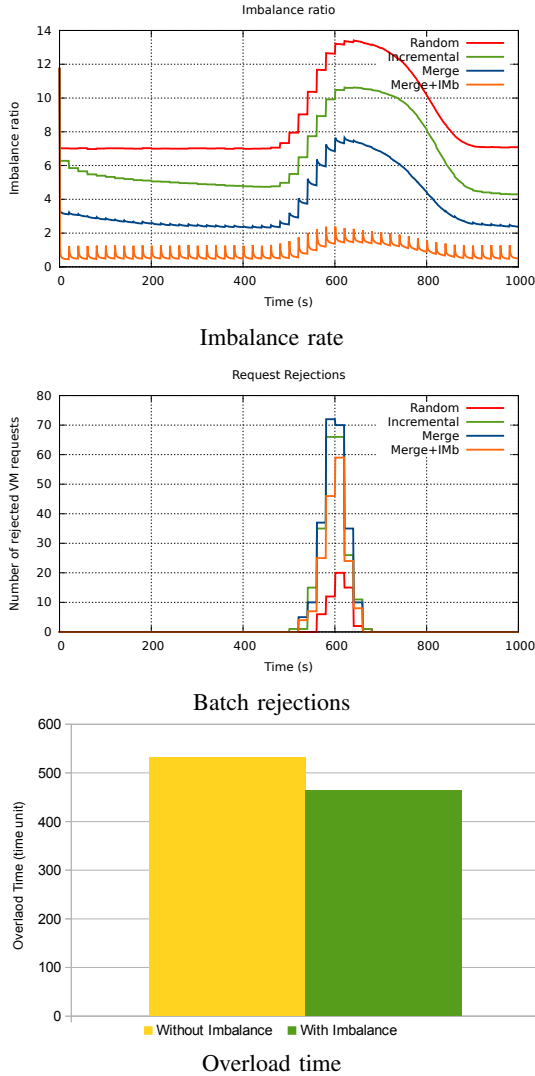 Imbalance ratio
14
12
10
8
6
4
2
0
Imbalance ratio
Random
Incremental
Merge
Merge+IMb
0 200 400 600 800 1000
Time (s)
Imbalance rate
Request Rejections
80
70
60
50
40
30
20
10
0
Number of rejected VM requests
Random
Incremental
Merge
Merge+IMb
0 200 400 600 800 1000
Time (s)
Batch rejections
600
500
400
300
200
100
0
Overlaod Time (time unit)
Without Imbalance With Imbalance
Overload time